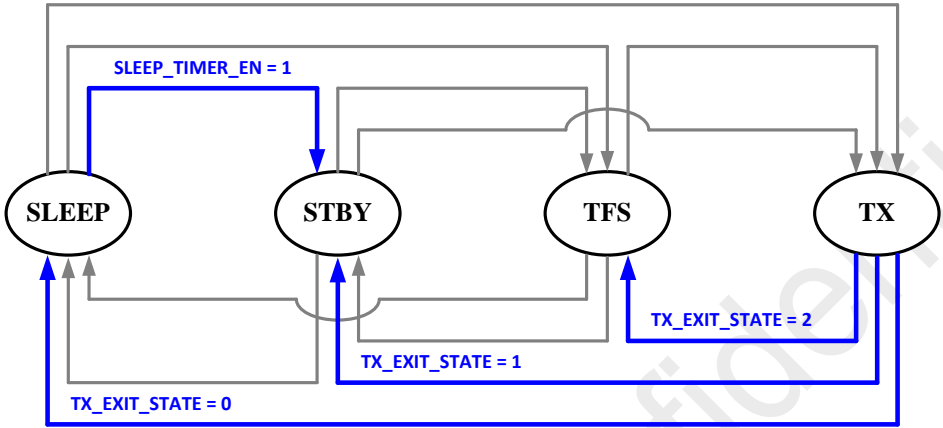 SLEEP_TIMER_EN = 1
SLEEP
STBY
TFS
TX
TX_EXIT_STATE = 2
TX_EXIT_STATE = 1
TX_EXIT_STATE = 0